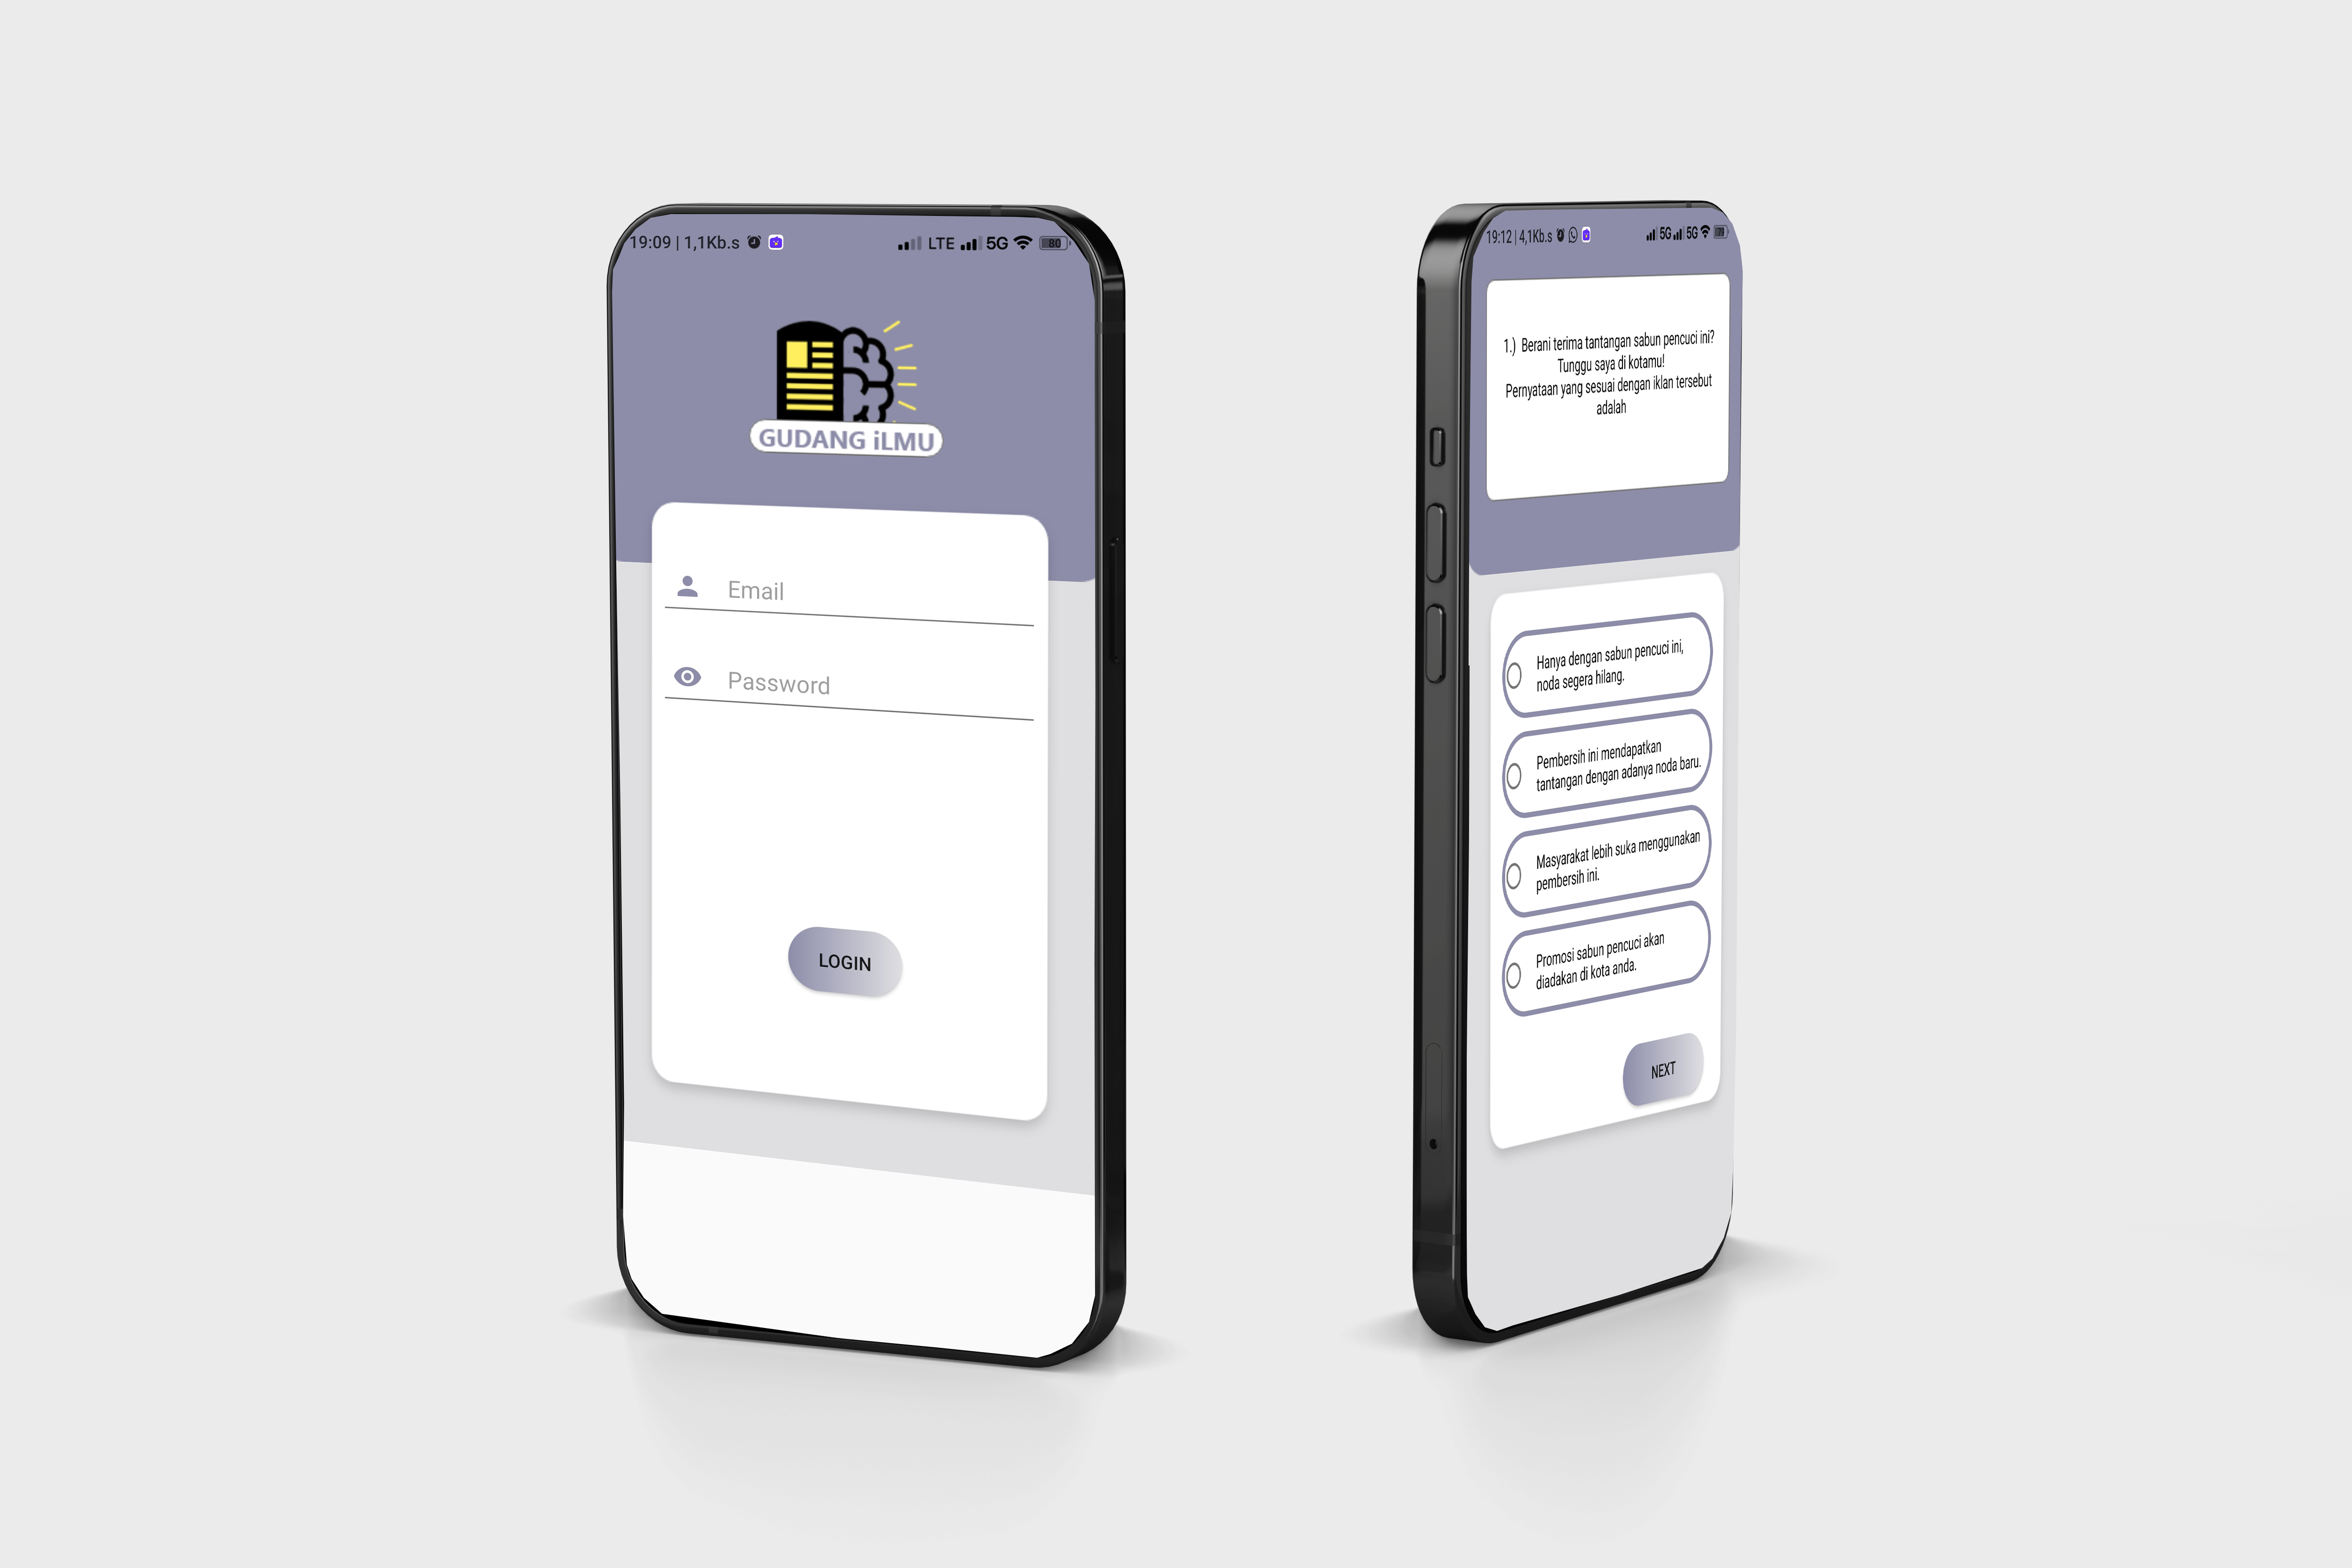 19:09 | 1,1Kb.s
LTE 5G 80
GUDANG iLMU
Email
Password
LOGIN
19:12 | 4,1Kb.s
5G 5G
1.) Berani terima tantangan sabun pencuci ini?
Tunggu saya di kotamu!
Pernyataan yang sesuai dengan iklan tersebut
adalah
Hanya dengan sabun pencuci ini,
noda segera hilang.
Pembersih ini mendapatkan
tantangan dengan adanya noda baru.
Masyarakat lebih suka menggunakan
pembersih ini.
Promosi sabun pencuci akan
diadakan di kota anda.
NEXT